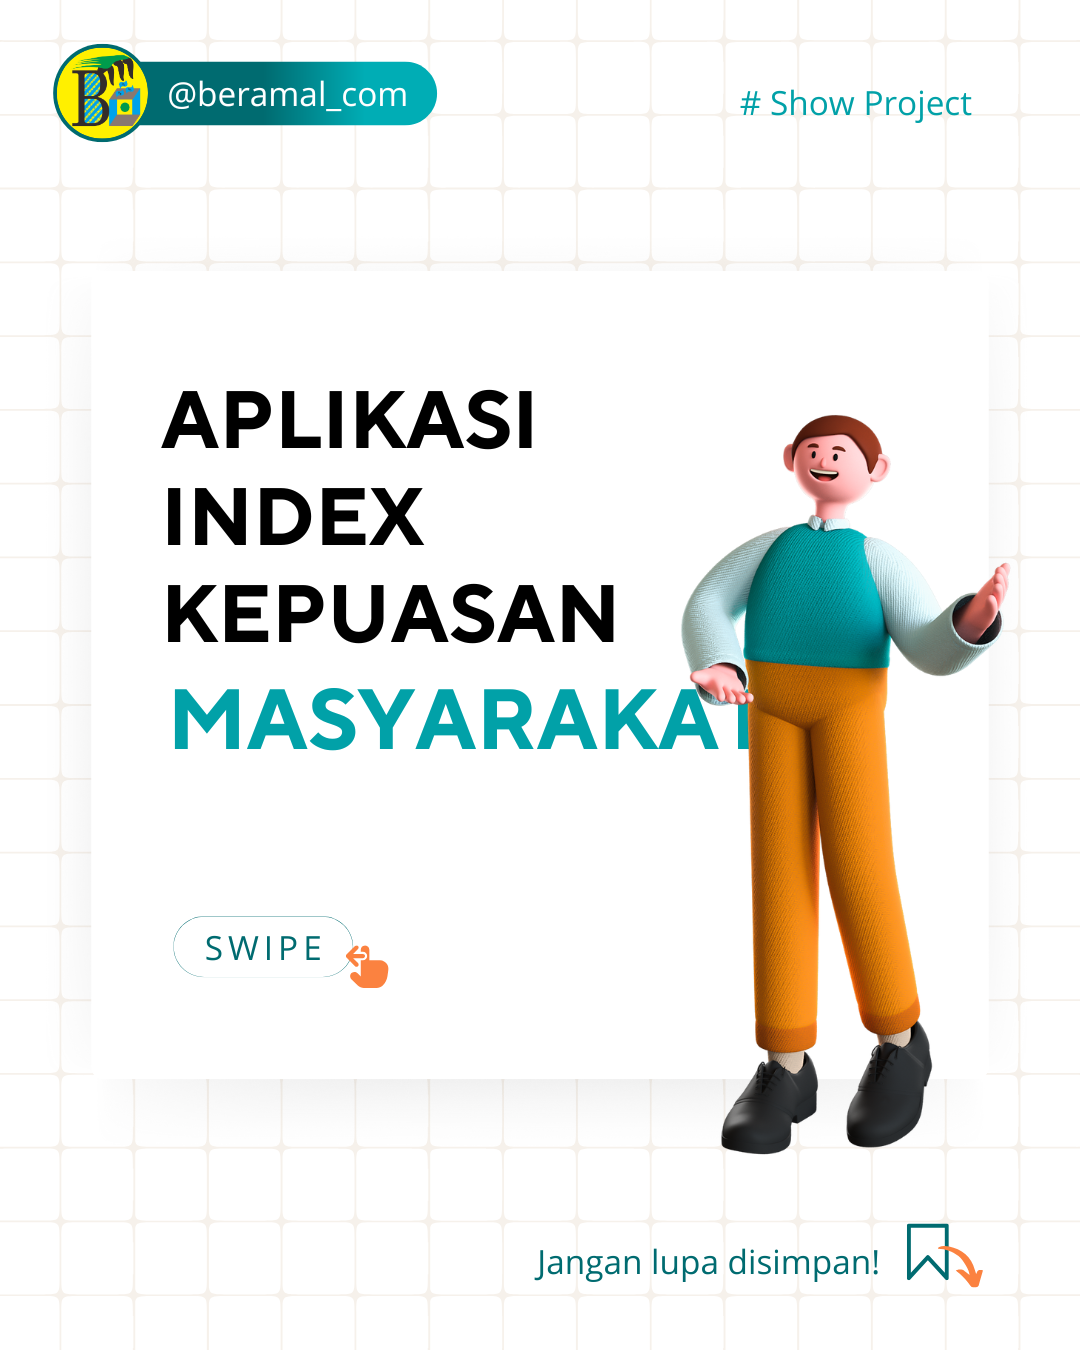 @beramal_com
# Show Project
APLIKASI
INDEX
KEPUASAN
MASYARAKAT
SWIPE
Jangan lupa disimpan!